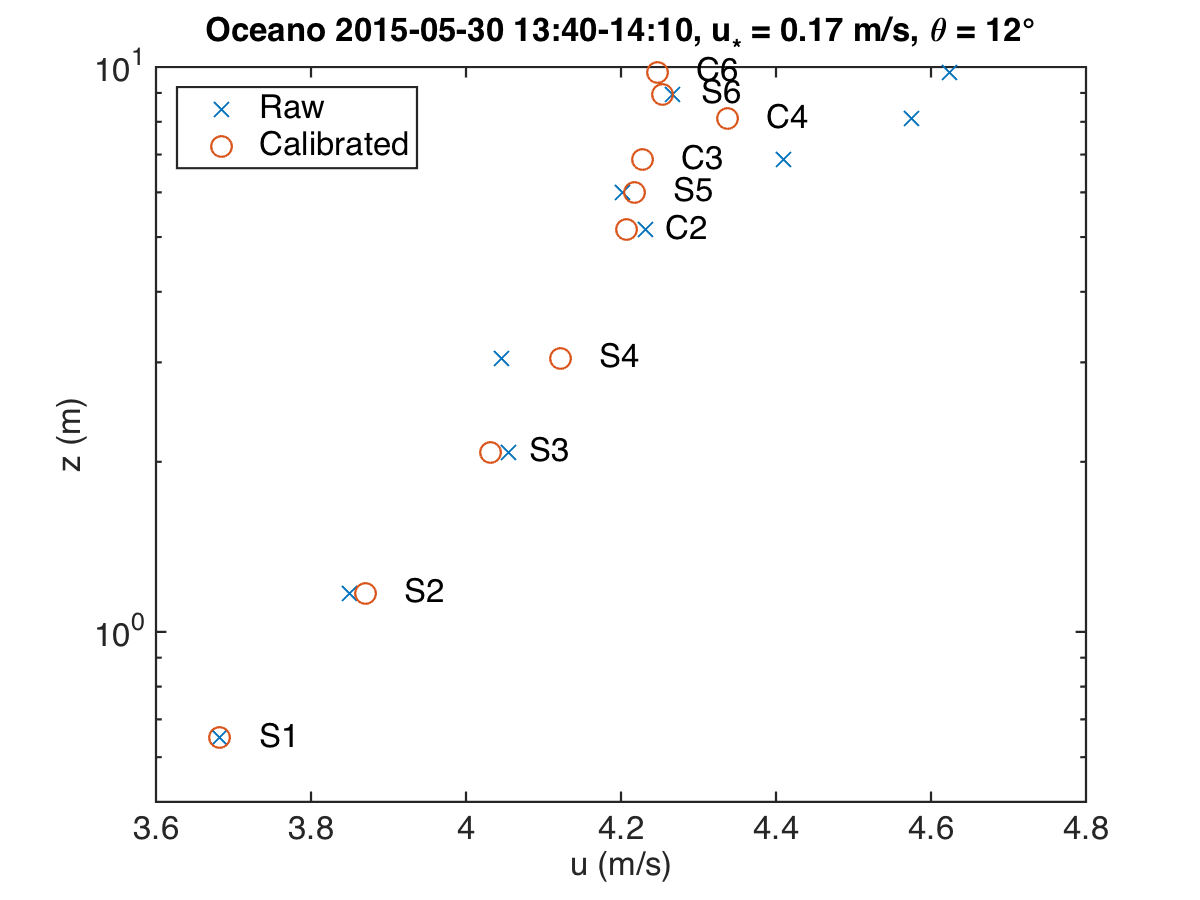 Oceano 2015-05-30 13:40-14:10, u* = 0.17 m/s, θ = 12°
10^1
Raw
Calibrated
C6
S6
C4
C3
S5
C2
S4
S3
z (m)
10^0
S2
S1
3.6 3.8 4 4.2 4.4 4.6 4.8
u (m/s)